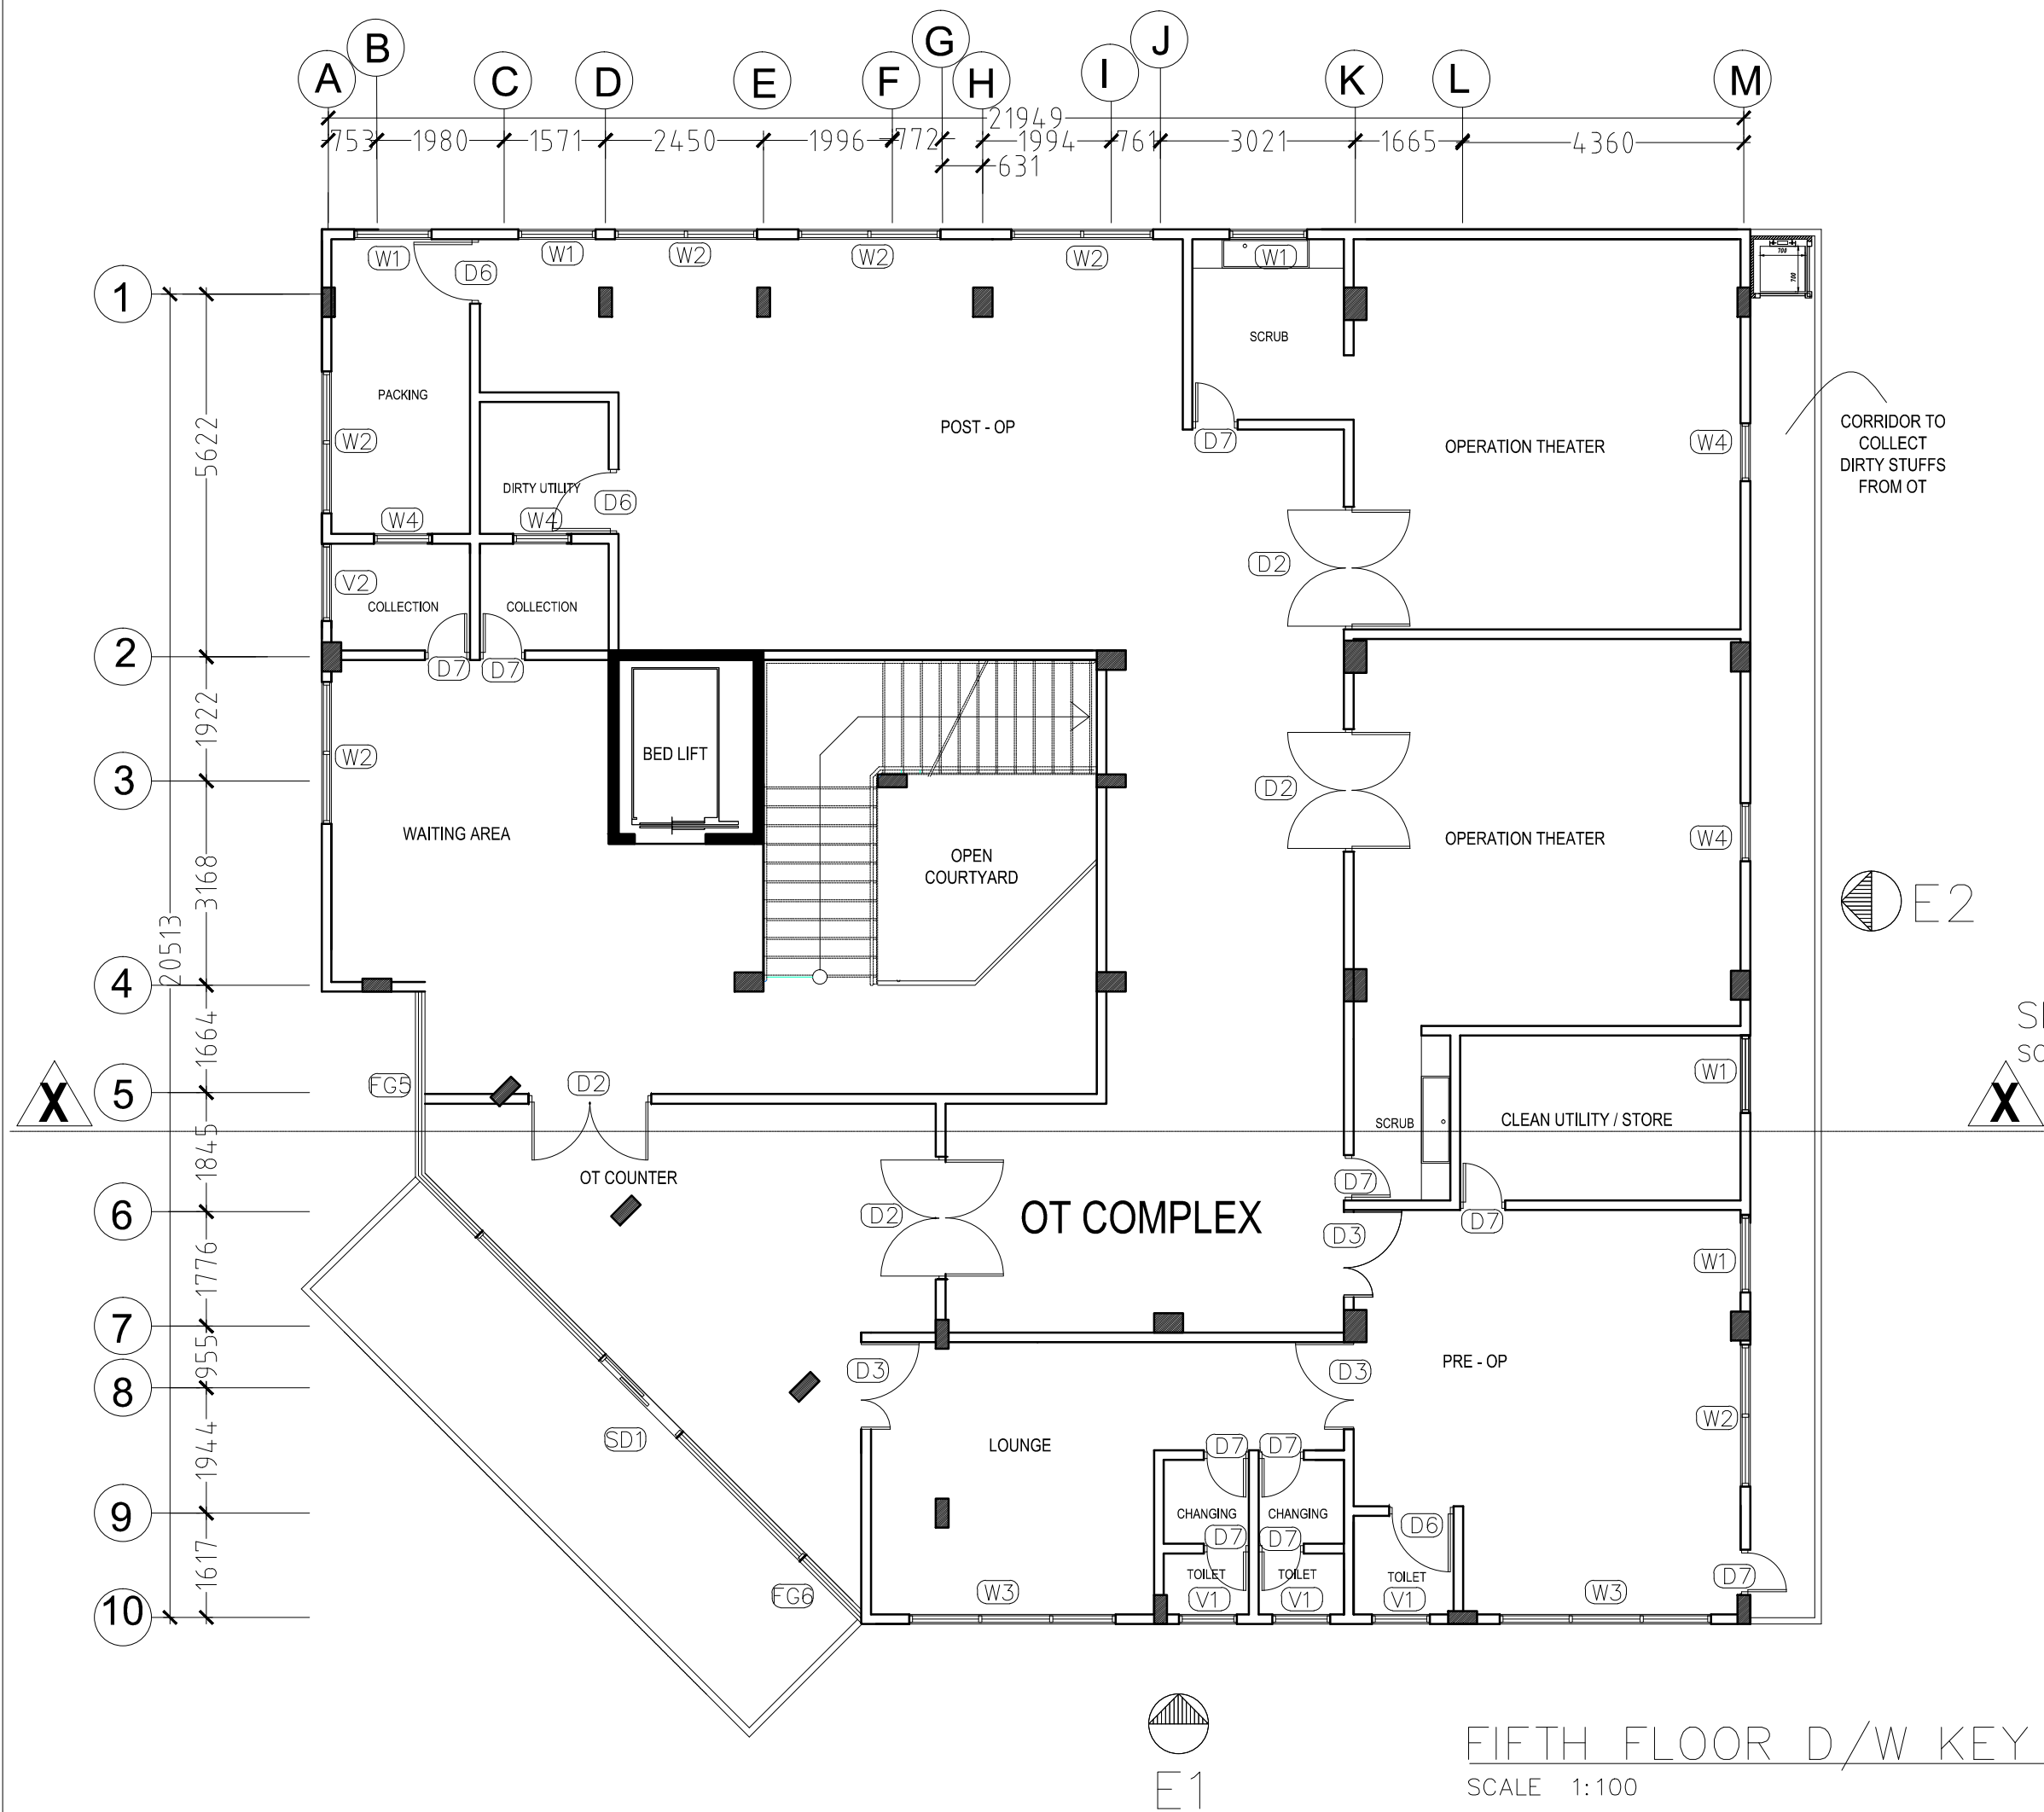 A B C D E F G H I J K L M
21949
753 1980 1571 2450 1996 772 1994 761 3021 1665 4360
631
W1 D6 W1 W2 W2 W2 W1
700
700
1
SCRUB
PACKING
POST - OP
D7
OPERATION THEATER
W4
CORRIDOR TO
COLLECT
DIRTY STUFFS
FROM OT
W2
5622
DIRTY UTILITY
D6
W4 W4
D2
V2
COLLECTION COLLECTION
2
D7 D7
1922
W2
BED LIFT
3
D2
WAITING AREA
OPERATION THEATER
W4
OPEN
COURTYARD
3168
20513
E2
4
1664
SCA
X
5
FG5
D2
W1
X
SCRUB
CLEAN UTILITY / STORE
1845
OT COUNTER
D7
6
D2
OT COMPLEX
D7
D3
1776
W1
7
955
D3
D3
PRE - OP
8
SD1
LOUNGE
W2
D7 D7
1944
9
CHANGING CHANGING
D6
D7 D7
1617
TOILET TOILET TOILET
D7
FG6
W3
V1 V1 V1
W3
10
E1
FIFTH FLOOR D/W KEY
SCALE 1:100